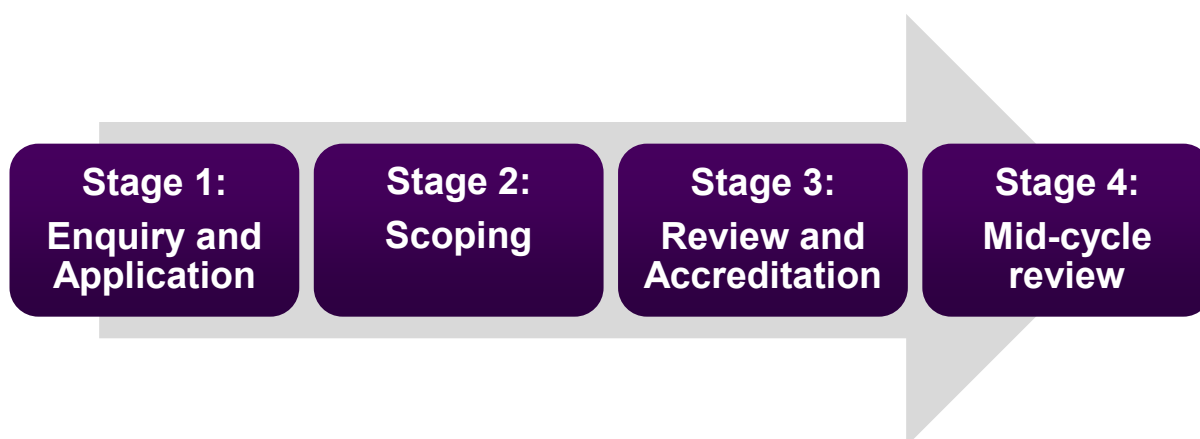 Stage 1:
Enquiry and
Application
Stage 2:
Scoping
Stage 3:
Review and
Accreditation
Stage 4:
Mid-cycle
review